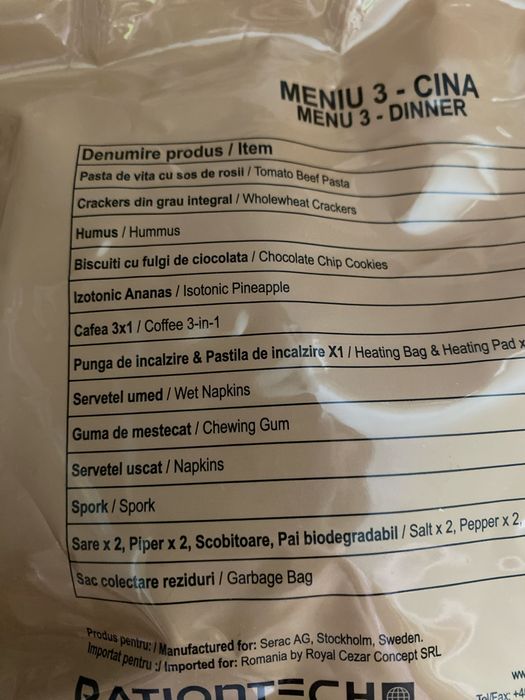 MENIU 3 - CINA
MENU 3 - DINNER
Denumire produs / Item
Pasta de vita cu sos de rosii / Tomato Beef Pasta
Crackers din grau integral / Wholewheat Crackers
Humus / Hummus
Biscuiti cu fulgi de ciocolata / Chocolate Chip Cookies
Izotonic Ananas / Isotonic Pineapple
Cafea 3x1 / Coffee 3-in-1
Punga de incalzire & Pastila de incalzire X1 / Heating Bag & Heating Pad x
Servetel umed / Wet Napkins
Guma de mestecat / Chewing Gum
Servetel uscat / Napkins
Spork / Spork
Sare x 2, Piper x 2, Scobitoare, Pai biodegradabil / Salt x 2, Pepper x 2,
Sac colectare reziduri / Garbage Bag
Produs pentru: / Manufactured for: Serac AG, Stockholm, Sweden.
Importat pentru :/ Imported for: Romania by Royal Cezar Concept SRL
RATIONTECH
Tel/Fax: +4